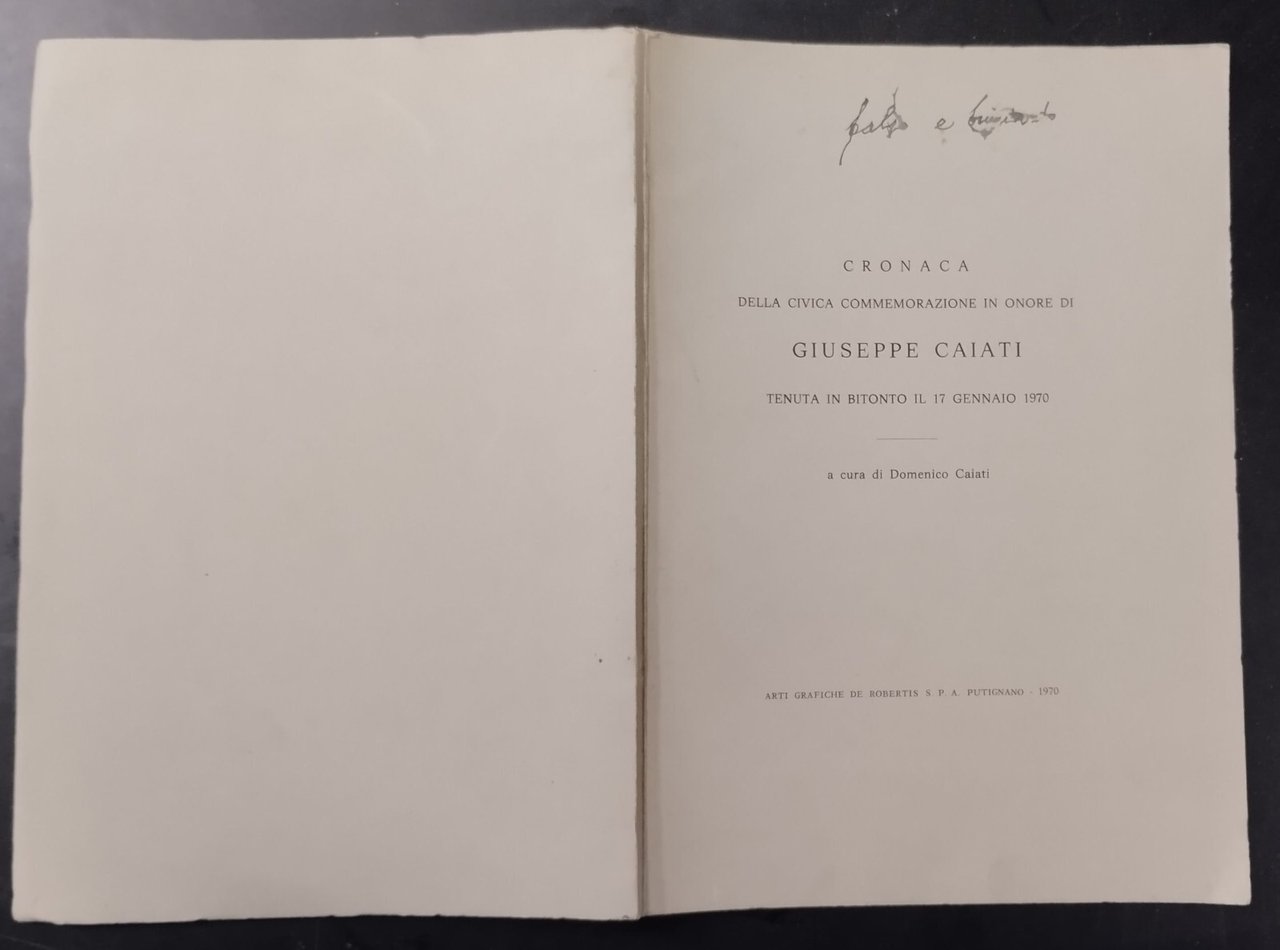 e
CRONACA
DELLA CIVICA COMMEMORAZIONE IN ONORE DI
GIUSEPPE CAIATI
TENUTA IN BITONTO IL 17 GENNAIO 1970
a cura di Domenico Caiati
ARTI GRAFICHE DE ROBERTIS S. P. A. PUTIGNANO - 1970